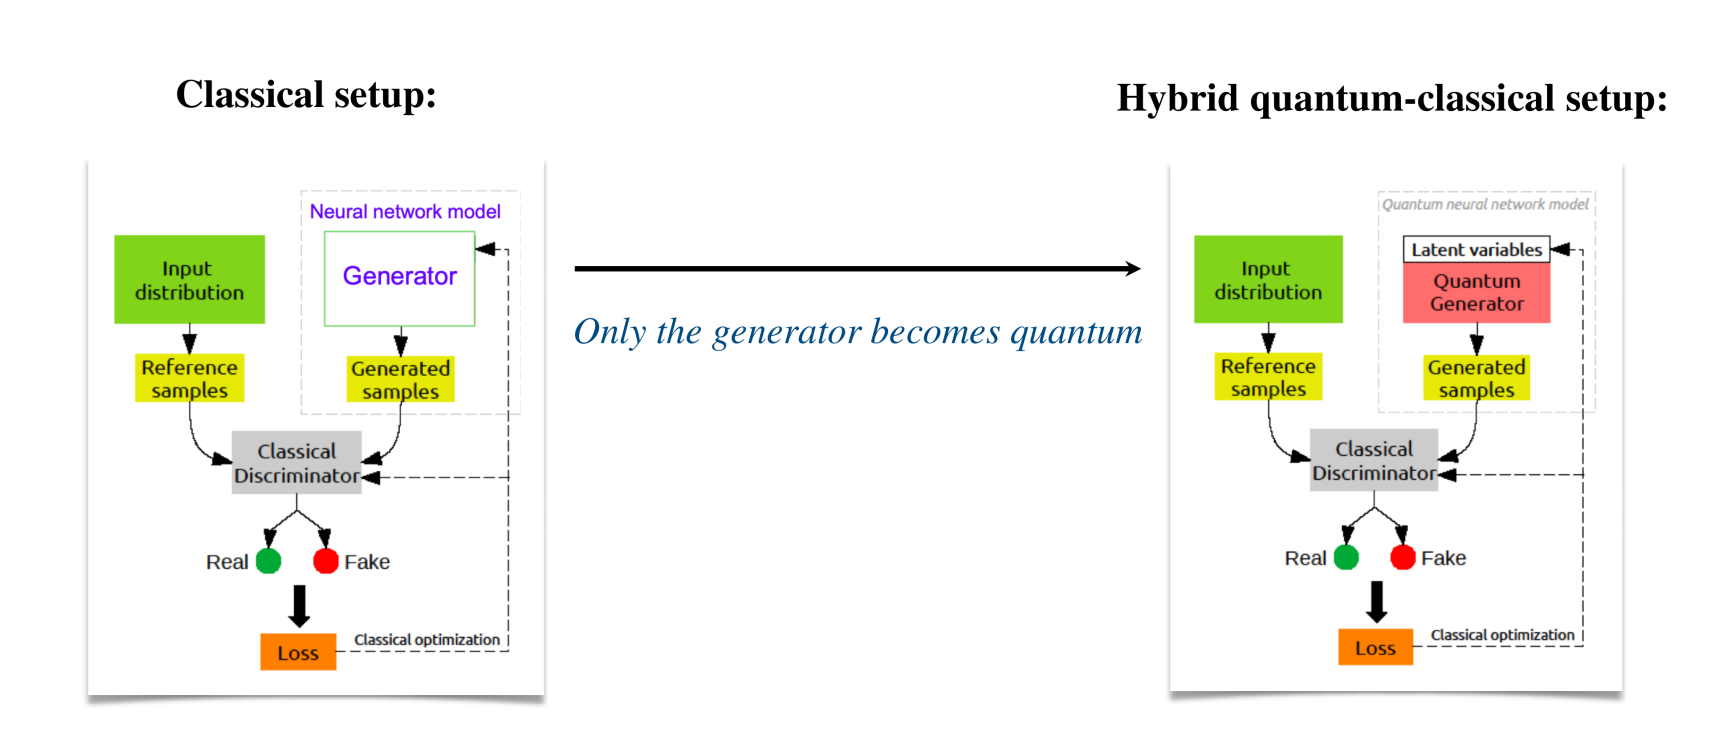 Classical setup:
Hybrid quantum-classical setup:
Neural network model
Generator
Input
distribution
Reference
samples
Generated
samples
Classical
Discriminator
Real
Fake
Loss
Classical optimization
Only the generator becomes quantum
Quantum neural network model
Latent variables
Quantum
Generator
Input
distribution
Reference
samples
Generated
samples
Classical
Discriminator
Real
Fake
Loss
Classical optimization